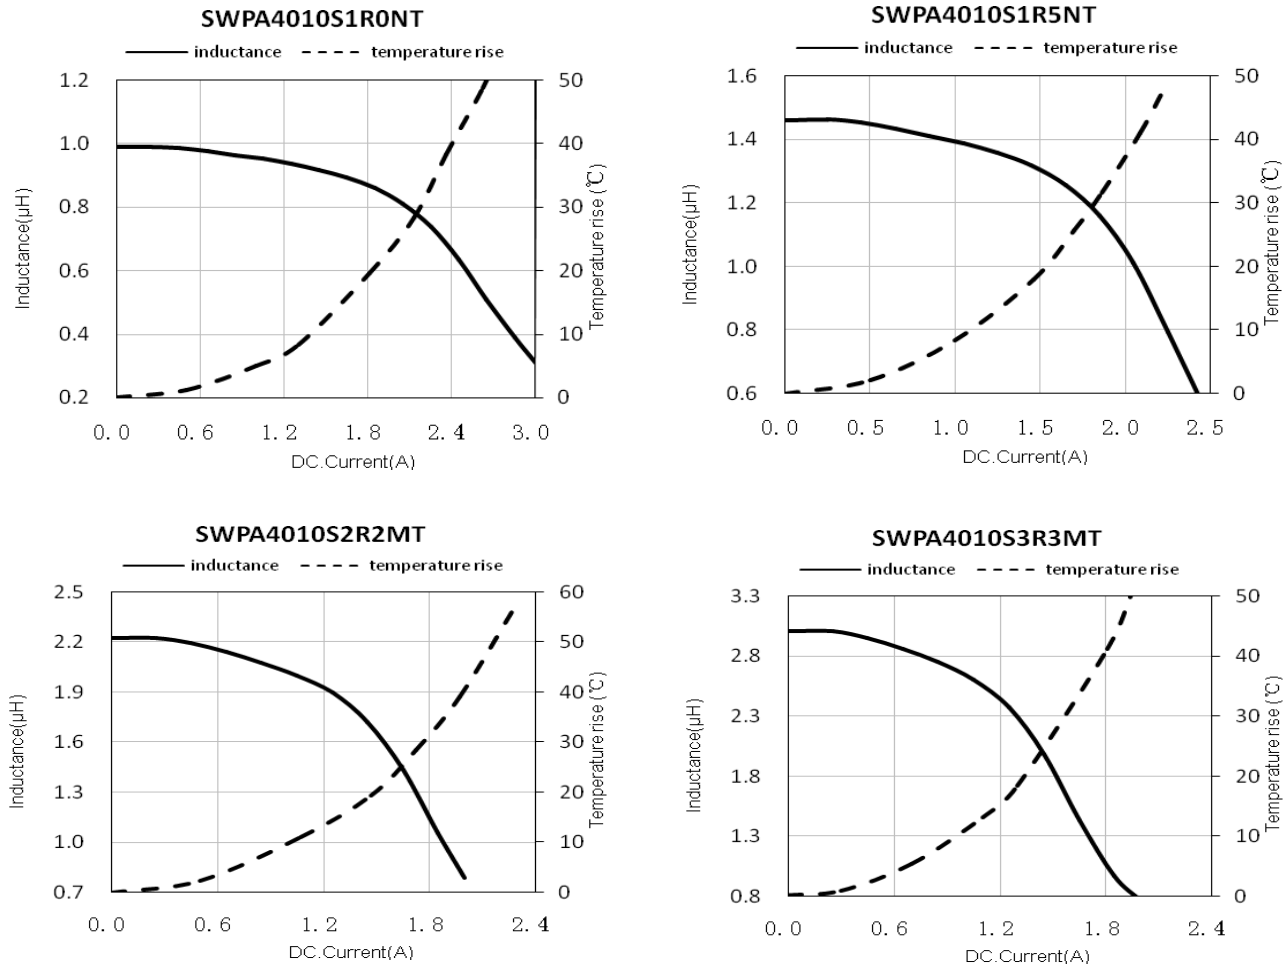 SWPA4010S1R0NT
inductance temperature rise
1.2
1.0
0.8
0.6
0.4
0.2
50
40
30
20
10
0
0.0 0.6 1.2 1.8 2.4 3.0
Inductance(μH)
Temperature rise (℃)
DC.Current(A)
SWPA4010S1R5NT
inductance temperature rise
1.6
1.4
1.2
1.0
0.8
0.6
50
40
30
20
10
0
0.0 0.5 1.0 1.5 2.0 2.5
Inductance(μH)
Temperature rise (℃)
DC.Current(A)
SWPA4010S2R2MT
inductance temperature rise
2.5
2.2
1.9
1.6
1.3
1.0
0.7
60
50
40
30
20
10
0
0.0 0.6 1.2 1.8 2.4
Inductance(μH)
Temperature rise (℃)
DC.Current(A)
SWPA4010S3R3MT
inductance temperature rise
3.3
2.8
2.3
1.8
1.3
0.8
50
40
30
20
10
0
0.0 0.6 1.2 1.8 2.4
Inductance(μH)
Temperature rise (℃)
DC.Current(A)